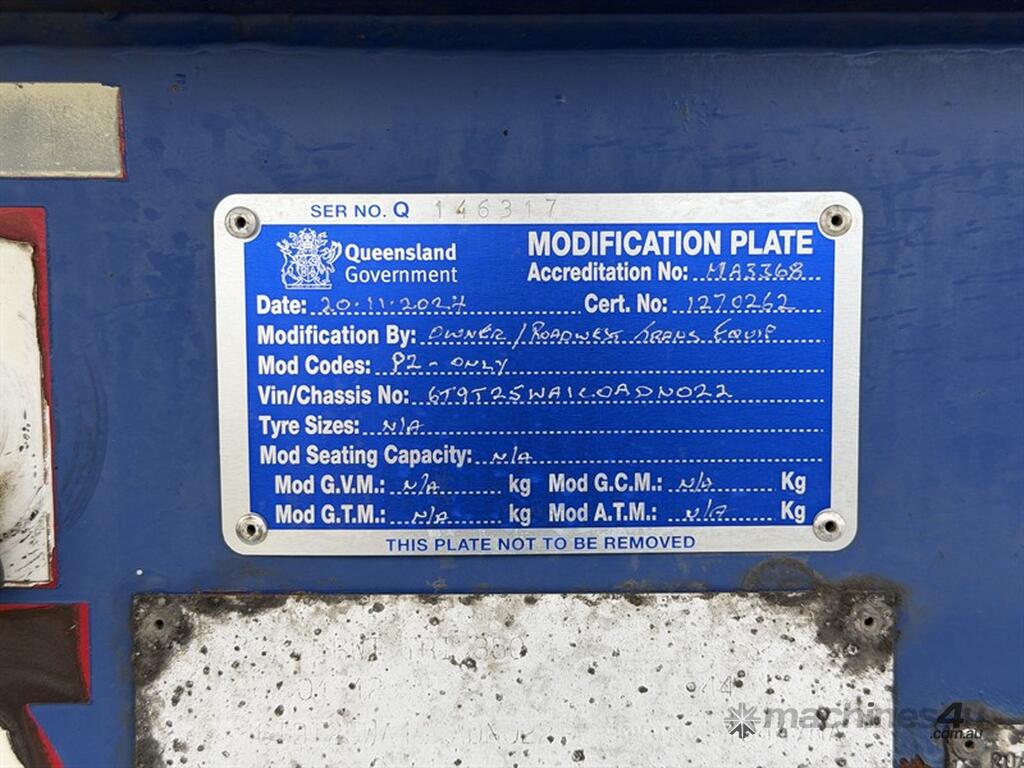 SER NO. Q 146317
Queensland
Government
MODIFICATION PLATE
Accreditation No: MA3368
Date: 20.11.2024 Cert. No: 1270262
Modification By: OWNER / ROADWEST TRANS EQUIP
Mod Codes: P2 - ONLY
Vin/Chassis No: 6T9T25WA1C0ADN022
Tyre Sizes: N/A
Mod Seating Capacity: N/A
Mod G.V.M.: N/A kg Mod G.C.M.: N/A Kg
Mod G.T.M.: N/A kg Mod A.T.M.: N/A Kg
THIS PLATE NOT TO BE REMOVED
machines4u
.com.au